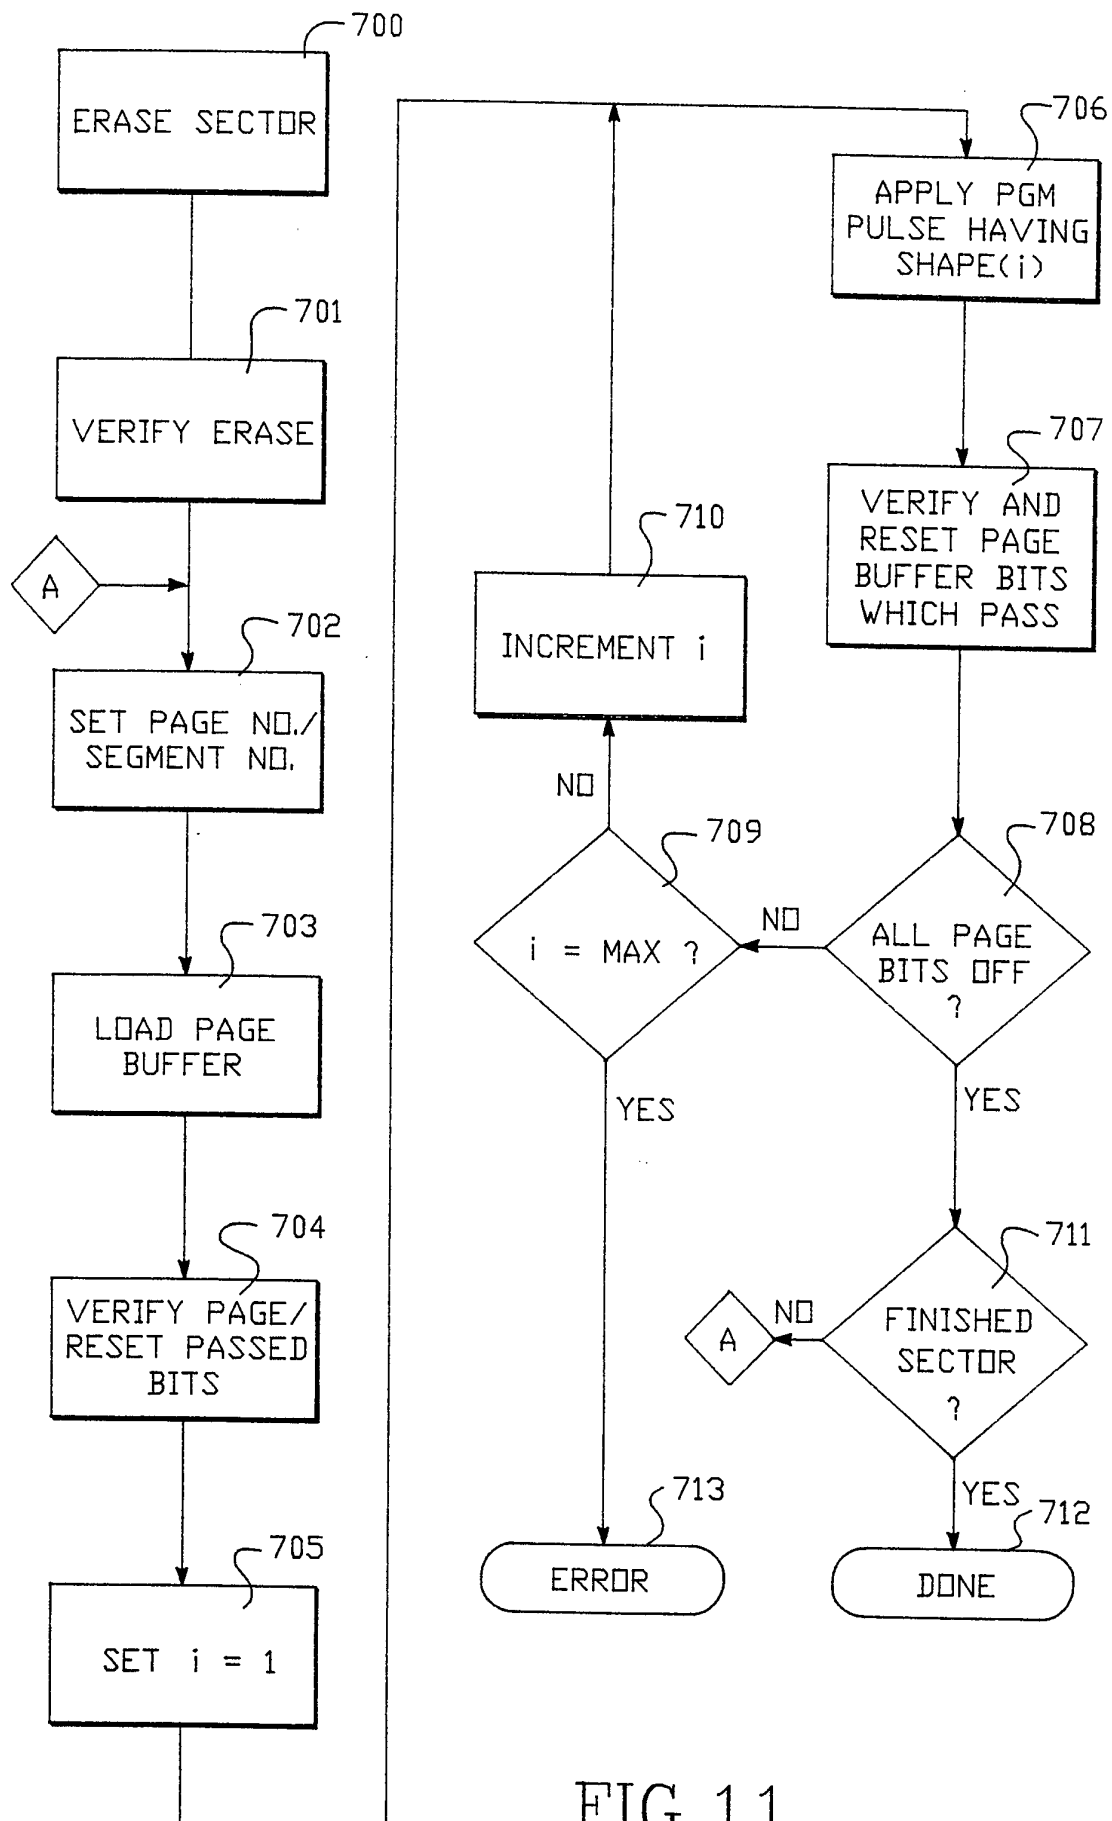 700
ERASE SECTOR
701
VERIFY ERASE
A
702
SET PAGE NO./
SEGMENT NO.
703
LOAD PAGE
BUFFER
704
VERIFY PAGE/
RESET PASSED
BITS
705
SET i = 1
706
APPLY PGM
PULSE HAVING
SHAPE(i)
707
VERIFY AND
RESET PAGE
BUFFER BITS
WHICH PASS
708
ALL PAGE
BITS OFF
?
NO
YES
709
i = MAX ?
NO
YES
710
INCREMENT i
711
FINISHED
SECTOR
?
NO
A
YES
712
DONE
713
ERROR
FIG. 11